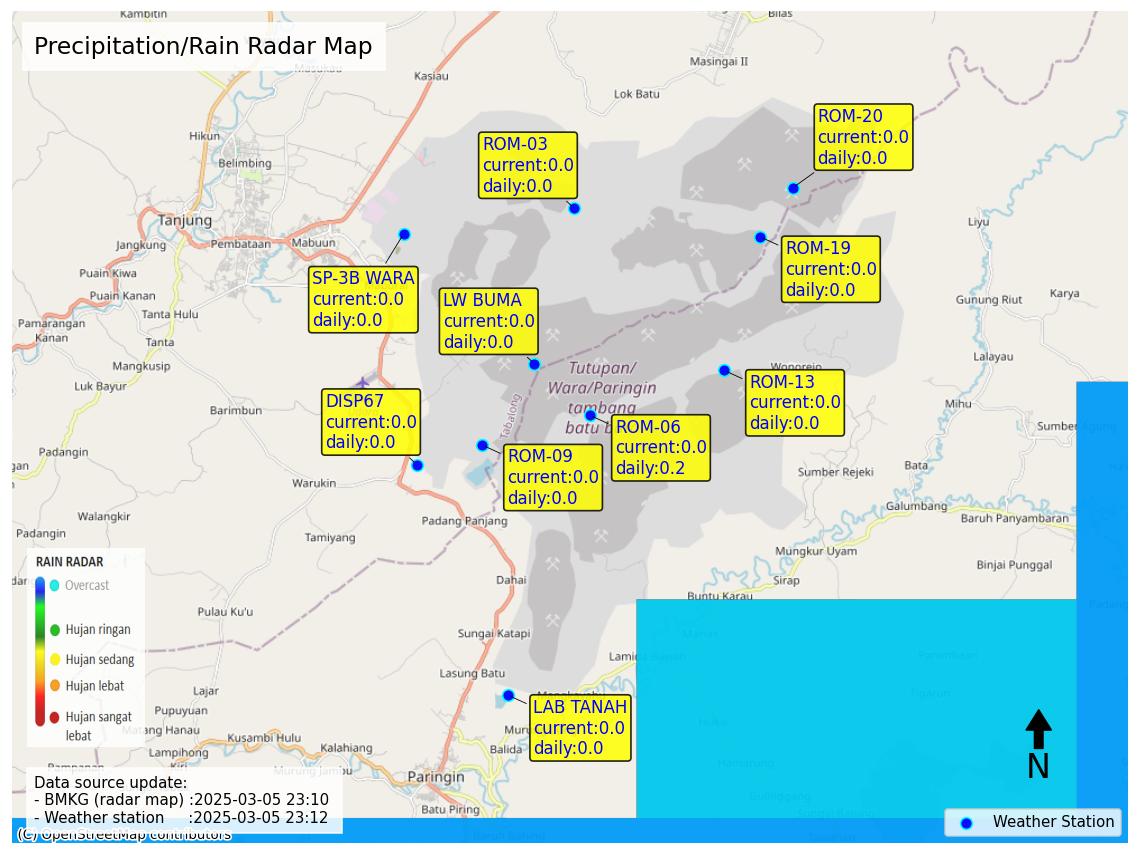 Precipitation/Rain Radar Map
Kambitin
Bilas
Masingai II
Masukau
Kasiau
Lok Batu
Hikun
Belimbing
ROM-03
current:0.0
daily:0.0
ROM-20
current:0.0
daily:0.0
Tanjung
Jangkung
Pembataan
Mabuun
Liyu
Puain Kiwa
Puain Kanan
SP-3B WARA
current:0.0
daily:0.0
ROM-19
current:0.0
daily:0.0
LW BUMA
current:0.0
daily:0.0
Gunung Riut
Karya
Tanta Hulu
Pamarangan
Kanan
Tanta
Mangkusip
Lalayau
Luk Bayur
Tutupan/
Wara/Paringin
tambang
batu b
Wonorejo
ROM-13
current:0.0
daily:0.0
Mihu
Barimbun
DISP67
current:0.0
daily:0.0
Tabalong
ROM-06
current:0.0
daily:0.2
Sumber Agung
ROM-09
current:0.0
daily:0.0
Bata
Sumber Rejeki
Warukin
Galumbang
Baruh Panyambaran
Walangkir
Padang Panjang
Padangin
Tamiyang
Mungkur Uyam
Binjai Punggal
RAIN RADAR
Overcast
Hujan ringan
Hujan sedang
Hujan lebat
Hujan sangat
lebat
Dahai
Sirap
Buntu Karau
Pulau Ku'u
Sungai Katapi
Lasung Batu
Lajar
Pupuyuan
Matang Hanau
LAB TANAH
current:0.0
daily:0.0
Kusambi Hulu
Kalahiang
Lampihong
Balida
Murung Jambu
Paringin
Batu Piring
Data source update:
- BMKG (radar map) :2025-03-05 23:10
- Weather station :2025-03-05 23:12
N
Weather Station
(C) OpenStreetMap contributors